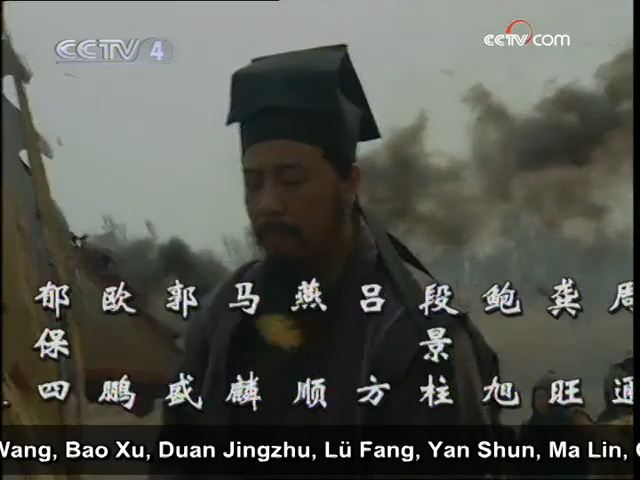 CCTV 4
CCTV.com
周通
龚旺
鲍旭
段景柱
吕方
燕顺
马麟
郭盛
欧鹏
郁保四
Wang, Bao Xu, Duan Jingzhu, Lü Fang, Yan Shun, Ma Lin,